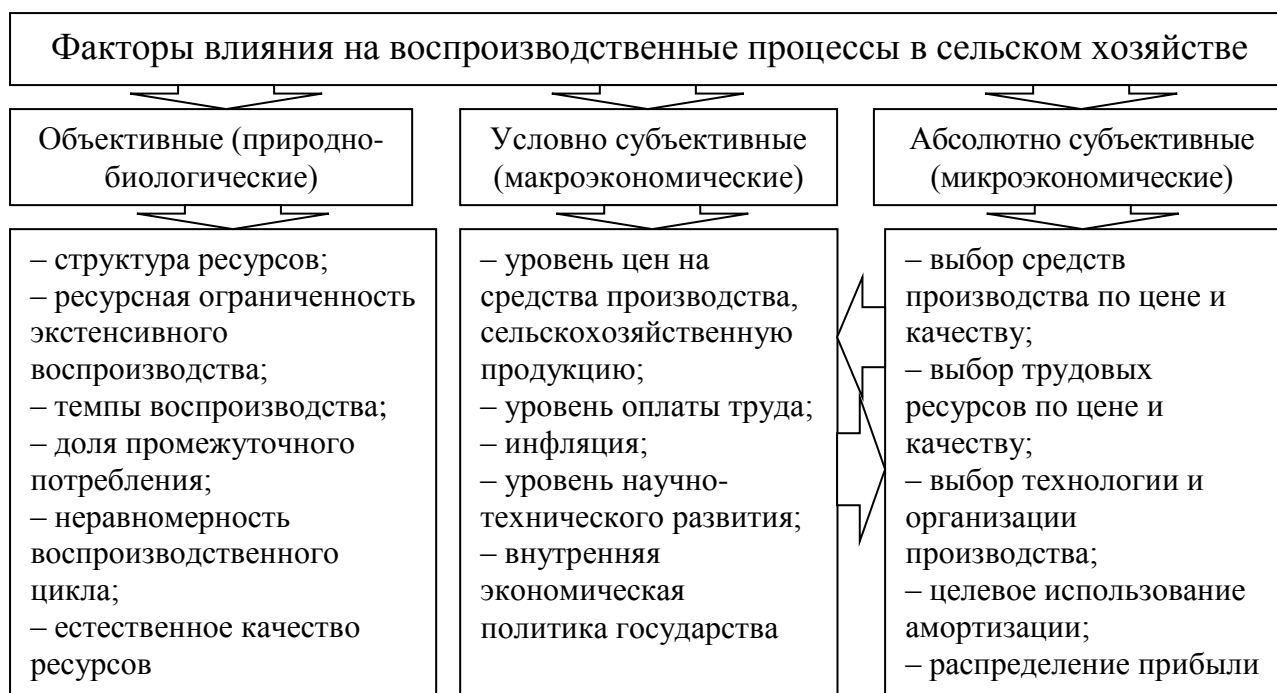 Факторы влияния на воспроизводственные процессы в сельском хозяйстве
Объективные (природно-
биологические)
Условно субъективные
(макроэкономические)
Абсолютно субъективные
(микроэкономические)
– структура ресурсов;
– ресурсная ограниченность
экстенсивного
воспроизводства;
– темпы воспроизводства;
– доля промежуточного
потребления;
– неравномерность
воспроизводственного
цикла;
– естественное качество
ресурсов
– уровень цен на
средства производства,
сельскохозяйственную
продукцию;
– уровень оплаты труда;
– инфляция;
– уровень научно-
технического развития;
– внутренняя
экономическая
политика государства
– выбор средств
производства по цене и
качеству;
– выбор трудовых
ресурсов по цене и
качеству;
– выбор технологии и
организации
производства;
– целевое использование
амортизации;
– распределение прибыли